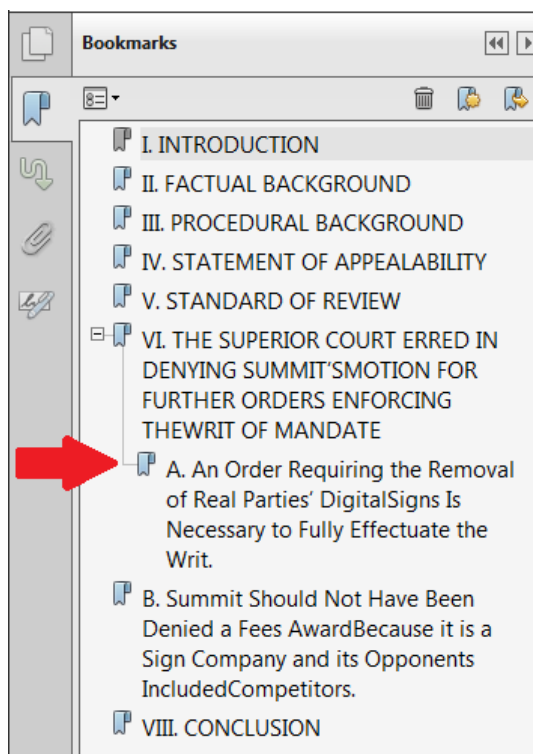 Bookmarks
I. INTRODUCTION
II. FACTUAL BACKGROUND
III. PROCEDURAL BACKGROUND
IV. STATEMENT OF APPEALABILITY
V. STANDARD OF REVIEW
VI. THE SUPERIOR COURT ERRED IN
DENYING SUMMIT'SMOTION FOR
FURTHER ORDERS ENFORCING
THEWRIT OF MANDATE
A. An Order Requiring the Removal
of Real Parties' DigitalSigns Is
Necessary to Fully Effectuate the
Writ.
B. Summit Should Not Have Been
Denied a Fees AwardBecause it is a
Sign Company and its Opponents
IncludedCompetitors.
VIII. CONCLUSION